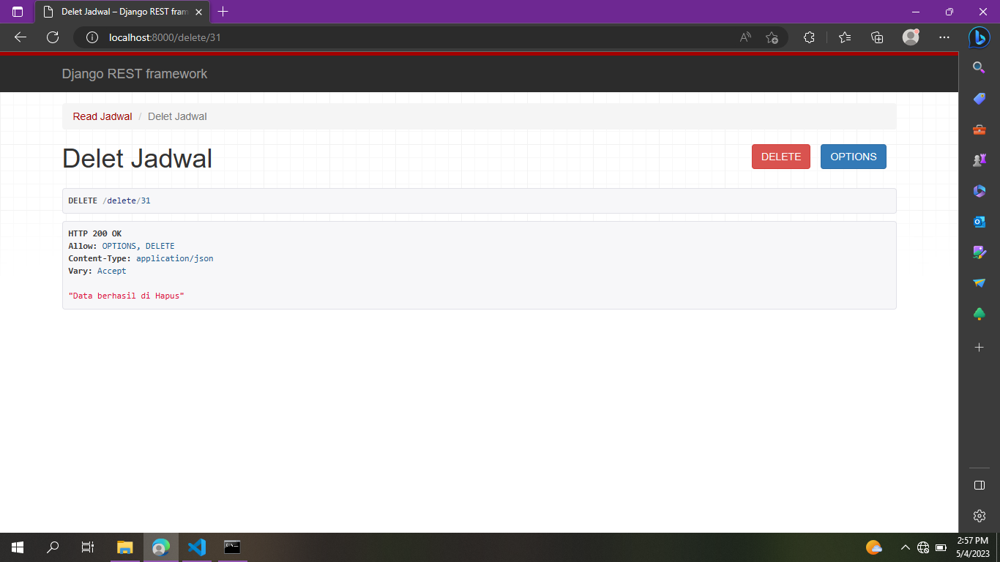 Delet Jadwal – Django REST fram
localhost:8000/delete/31
Django REST framework
Read Jadwal / Delet Jadwal
Delet Jadwal
DELETE
OPTIONS
DELETE /delete/31
HTTP 200 OK
Allow: OPTIONS, DELETE
Content-Type: application/json
Vary: Accept
"Data berhasil di Hapus"
2:57 PM
5/4/2023